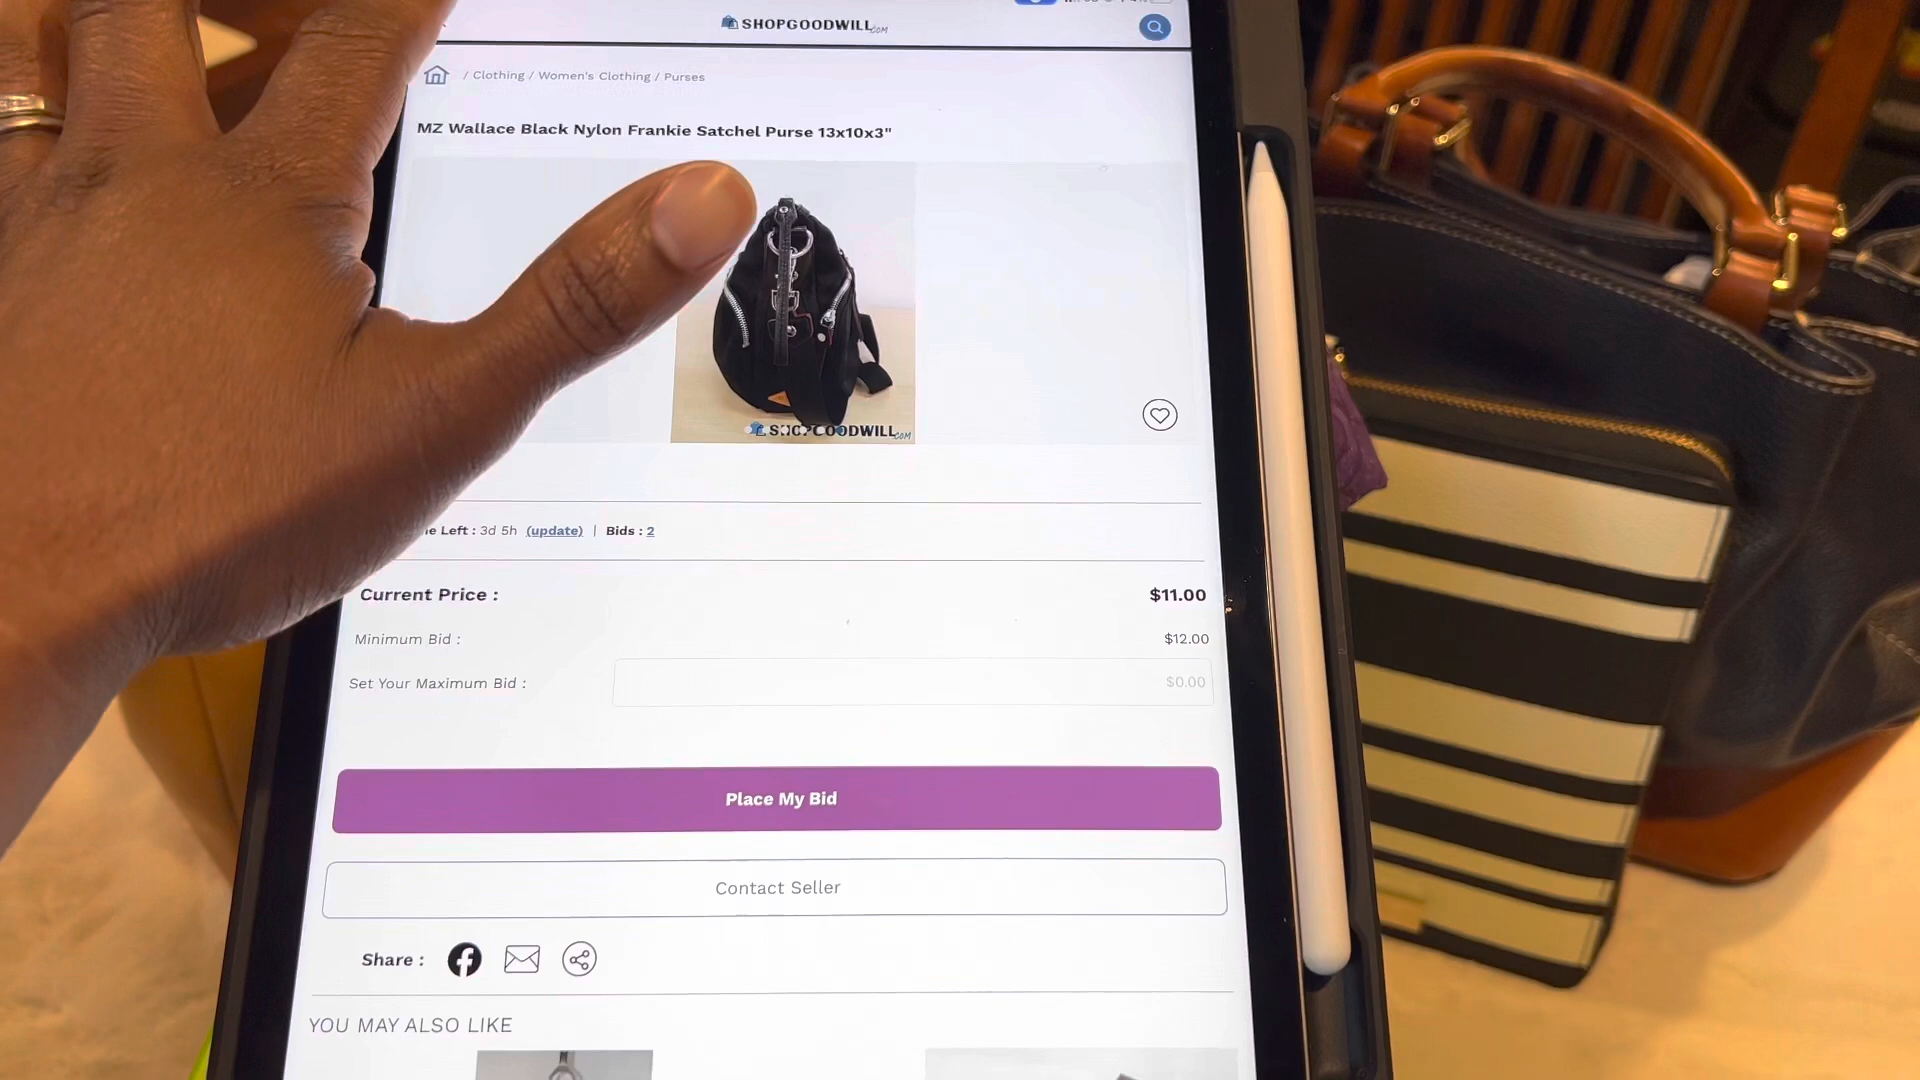 SHOPGOODWILL.COM
/ Clothing / Women's Clothing / Purses
MZ Wallace Black Nylon Frankie Satchel Purse 13x10x3"
SHOPGOODWILL.COM
Left : 3d 5h (update) | Bids : 2
Current Price : $11.00
Minimum Bid : $12.00
Set Your Maximum Bid : $0.00
Place My Bid
Contact Seller
Share :
YOU MAY ALSO LIKE